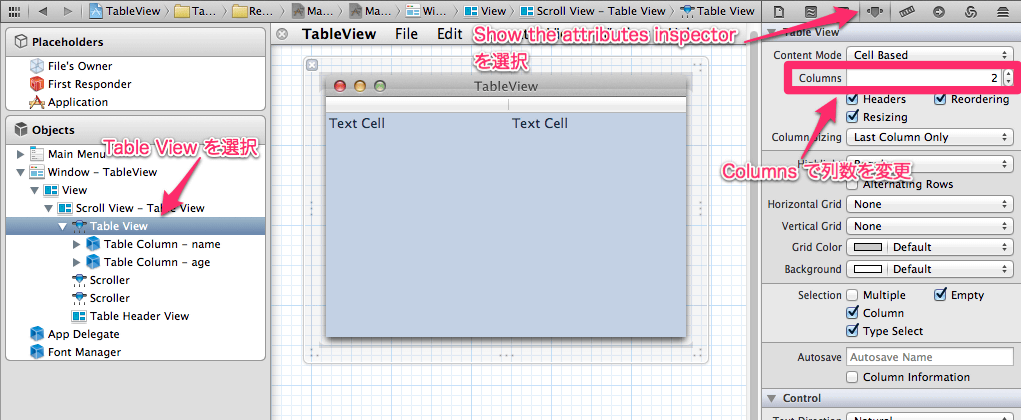 TableView Ta... Re... Ma... Ma... Wi... View Scroll View – Table View Table View
Placeholders
File's Owner
First Responder
Application
Objects
Main Menu
Window – TableView
View
Scroll View – Table View
Table View
Table Column – name
Table Column – age
Scroller
Scroller
Table Header View
App Delegate
Font Manager
Table View を選択
TableView File Edit
Show the attributes inspector
を選択
TableView
Text Cell Text Cell
Table View
Content Mode Cell Based
Columns 2
Headers Reordering
Resizing
Column Sizing Last Column Only
Columns で列数を変更
Alternating Rows
Horizontal Grid None
Vertical Grid None
Grid Color Default
Background Default
Selection Multiple Empty
Column
Type Select
Autosave Autosave Name
Column Information
Control